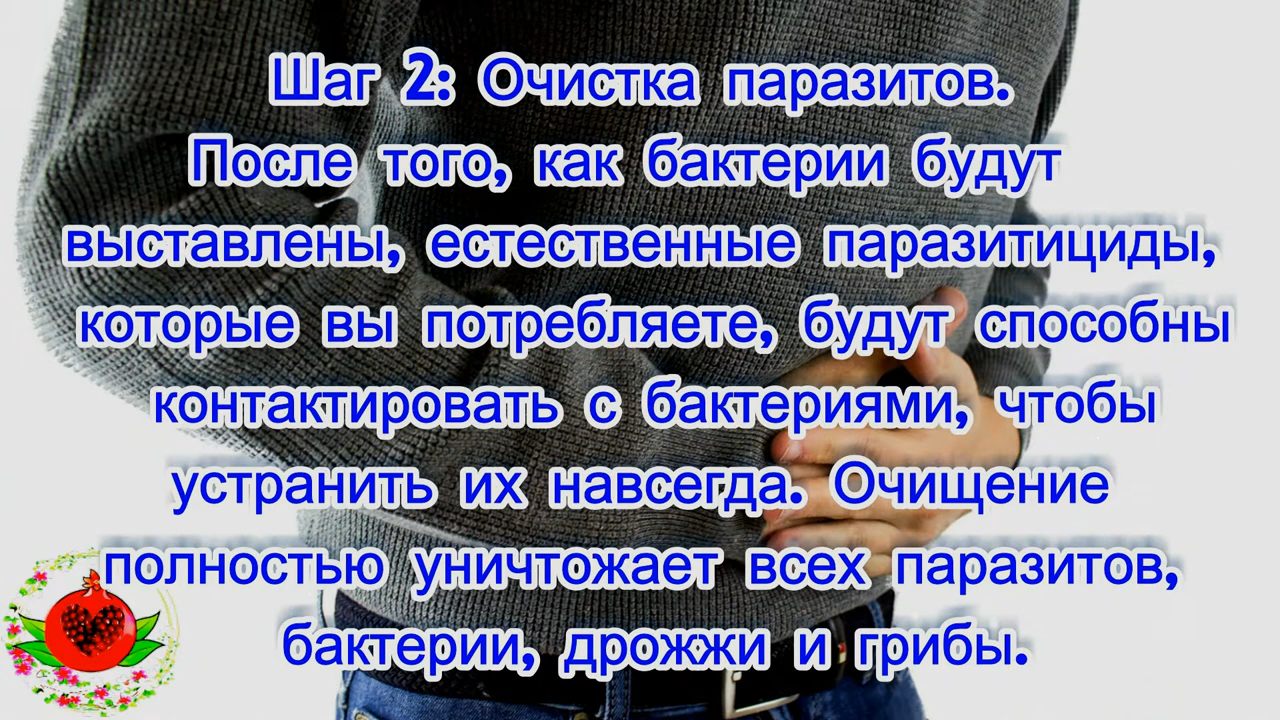 Шаг 2: Очистка паразитов.
После того, как бактерии будут
выставлены, естественные паразитициды,
которые вы потребляете, будут способны
контактировать с бактериями, чтобы
устранить их навсегда. Очищение
полностью уничтожает всех паразитов,
бактерии, дрожжи и грибы.